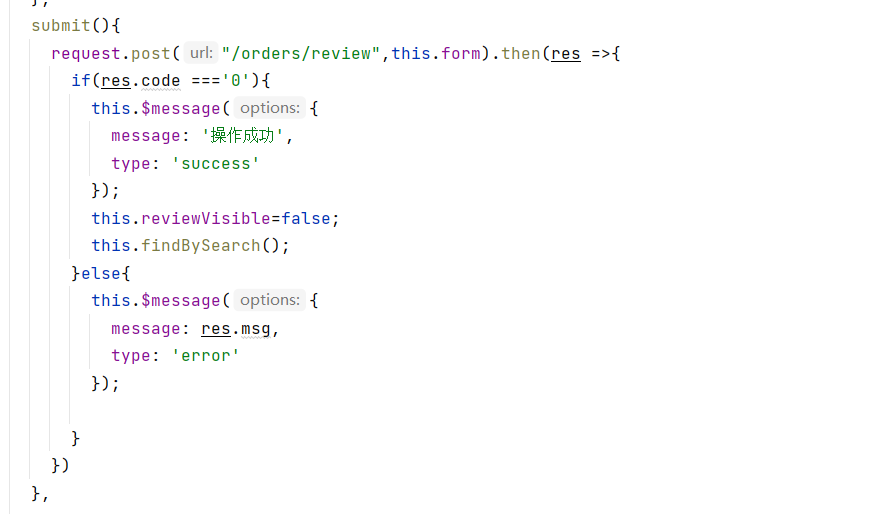 },
submit(){
request.post( url: "/orders/review",this.form).then(res =>{
if(res.code ==='0'){
this.$message( options: {
message: '操作成功',
type: 'success'
});
this.reviewVisible=false;
this.findBySearch();
}else{
this.$message( options: {
message: res.msg,
type: 'error'
});
}
})
},